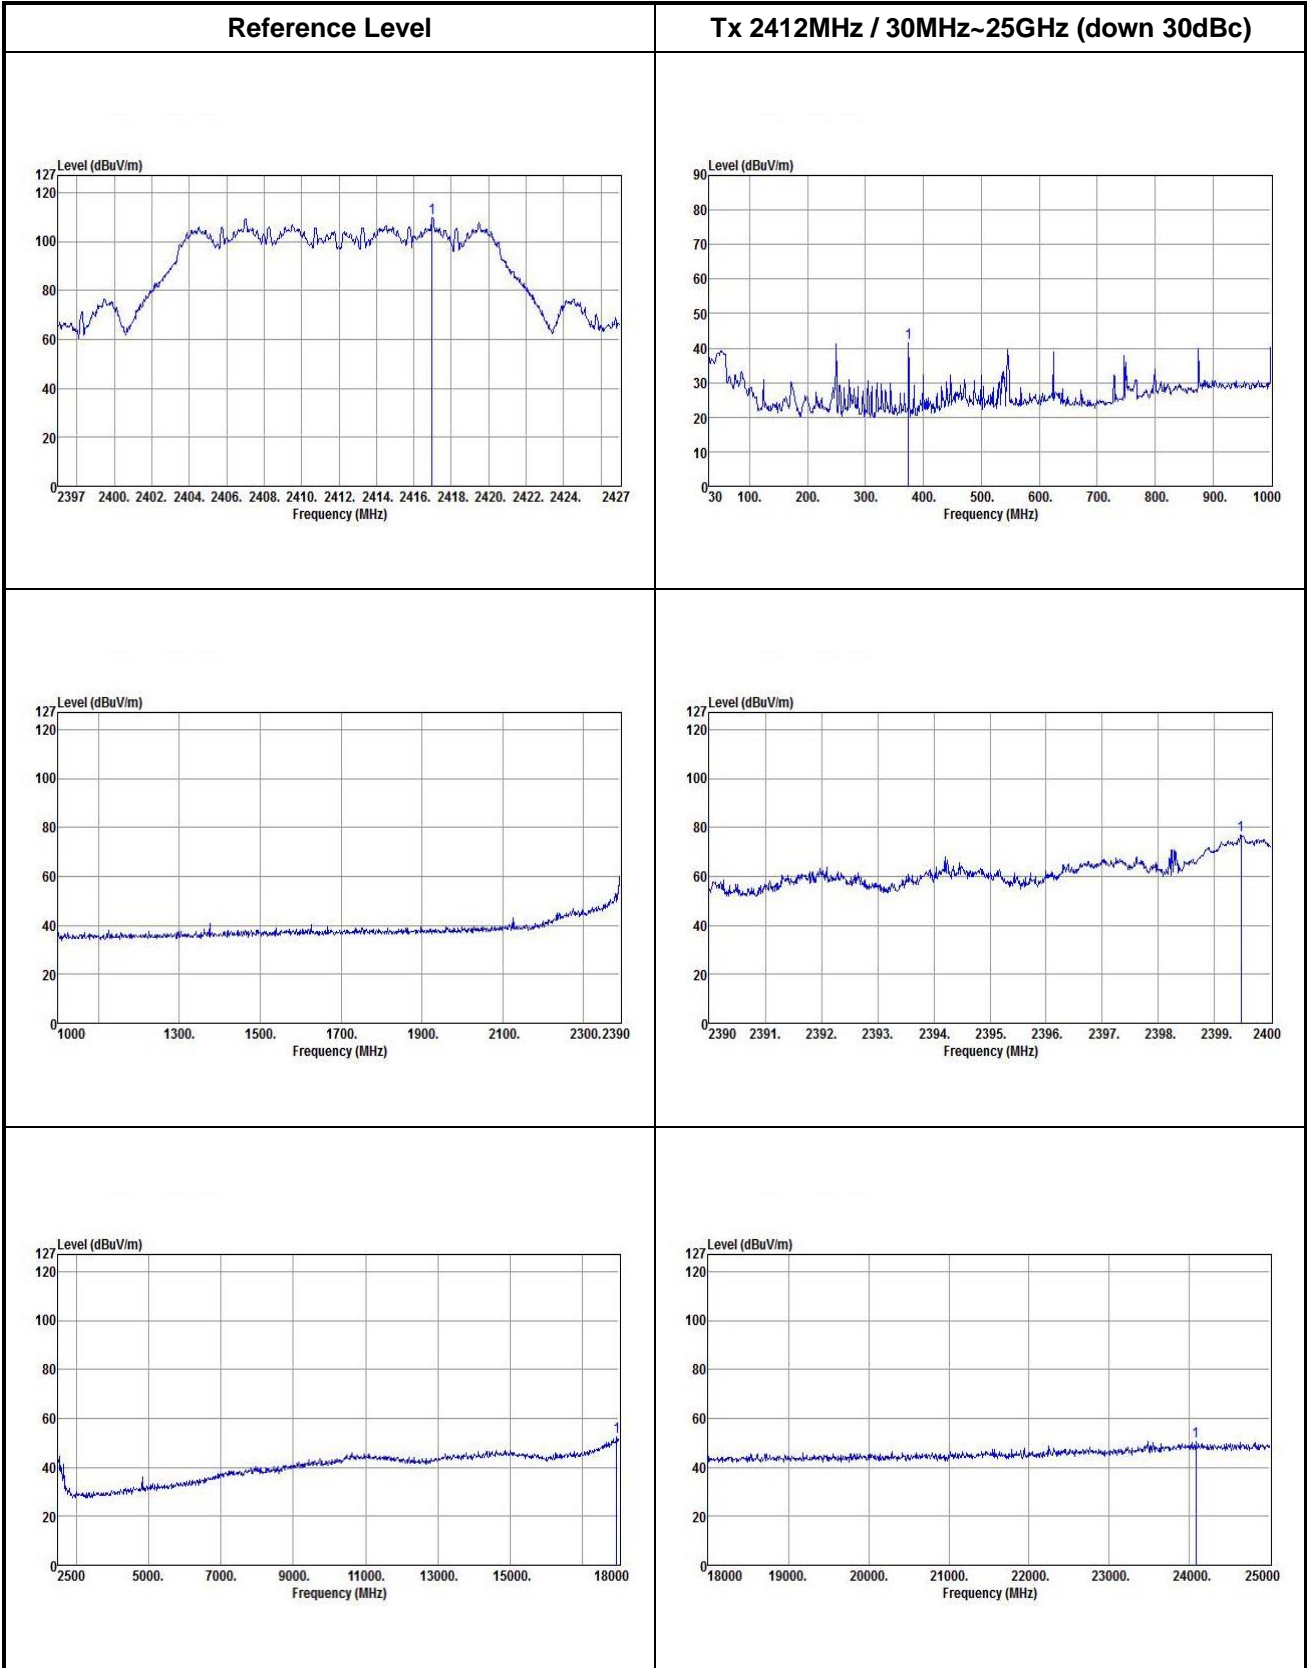 Reference Level
Tx 2412MHz / 30MHz~25GHz (down 30dBc)
Level (dBuV/m)
127
120
100
80
60
40
20
0
1
2397 2400. 2402. 2404. 2406. 2408. 2410. 2412. 2414. 2416. 2418. 2420. 2422. 2424. 2427
Frequency (MHz)
Level (dBuV/m)
90
80
70
60
50
40
30
20
10
0
1
30 100. 200. 300. 400. 500. 600. 700. 800. 900. 1000
Frequency (MHz)
Level (dBuV/m)
127
120
100
80
60
40
20
0
1000 1300. 1500. 1700. 1900. 2100. 2300. 2390
Frequency (MHz)
Level (dBuV/m)
127
120
100
80
60
40
20
0
1
2390 2391. 2392. 2393. 2394. 2395. 2396. 2397. 2398. 2399. 2400
Frequency (MHz)
Level (dBuV/m)
127
120
100
80
60
40
20
0
1
2500 5000. 7000. 9000. 11000. 13000. 15000. 18000
Frequency (MHz)
Level (dBuV/m)
127
120
100
80
60
40
20
0
1
18000 19000. 20000. 21000. 22000. 23000. 24000. 25000
Frequency (MHz)